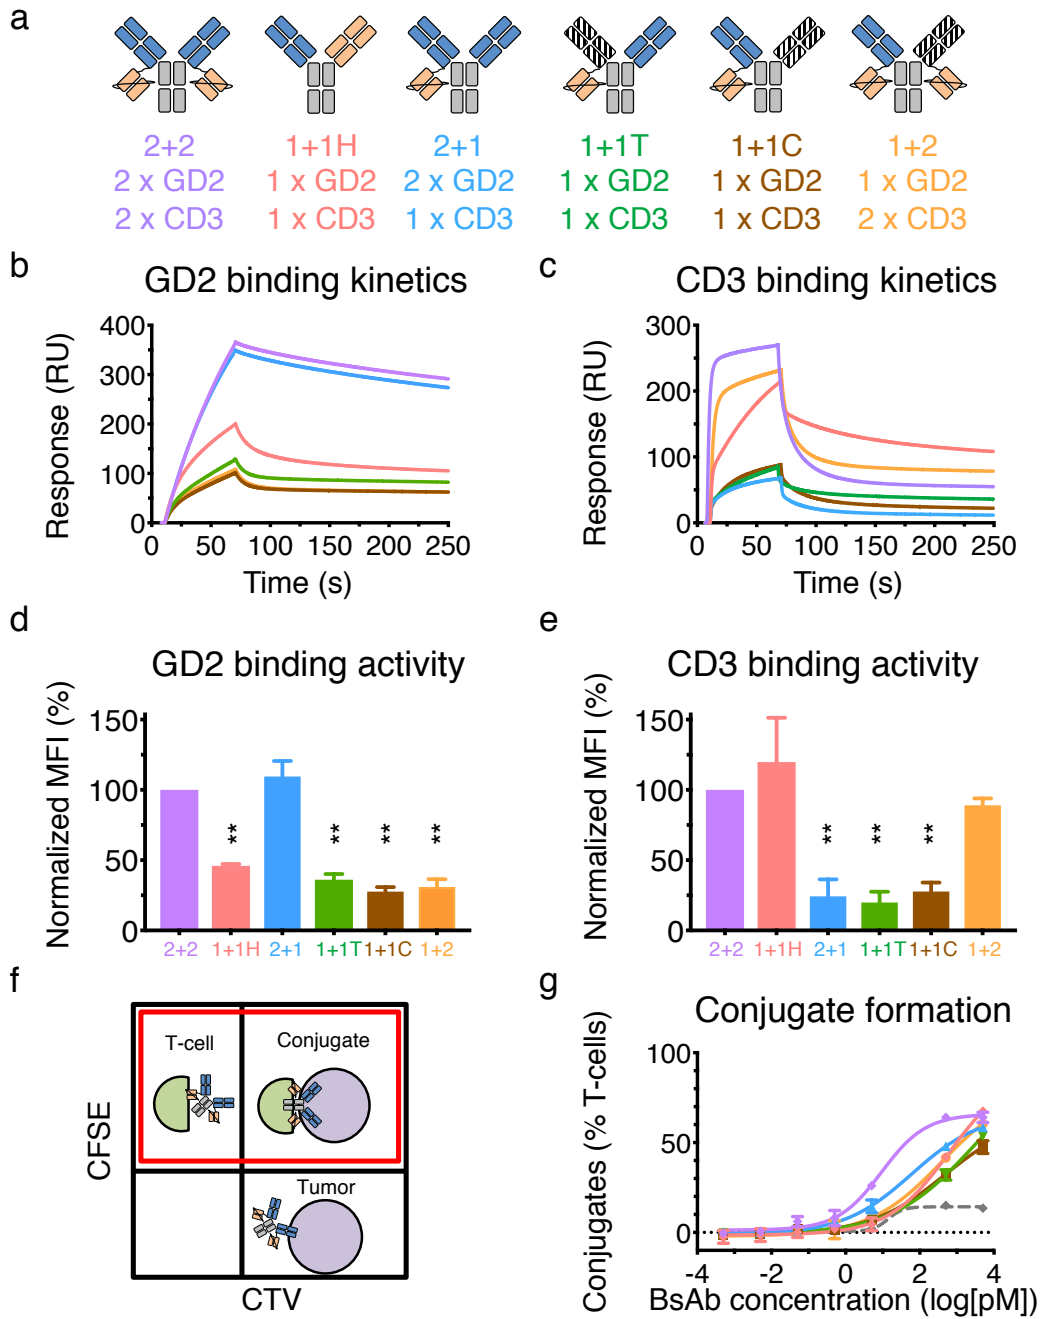 a
2+2 1+1H 2+1 1+1T 1+1C 1+2
2 x GD2 1 x GD2 2 x GD2 1 x GD2 1 x GD2 1 x GD2
2 x CD3 1 x CD3 1 x CD3 1 x CD3 1 x CD3 2 x CD3
b
GD2 binding kinetics
Response (RU)
400
300
200
100
0
0 50 100 150 200 250
Time (s)
c
CD3 binding kinetics
Response (RU)
300
200
100
0
0 50 100 150 200 250
Time (s)
d
GD2 binding activity
Normalized MFI (%)
150
100
50
0
** ** ** **
2+2 1+1H 2+1 1+1T 1+1C 1+2
e
CD3 binding activity
Normalized MFI (%)
150
100
50
0
** ** **
2+2 1+1H 2+1 1+1T 1+1C 1+2
f
CFSE
T-cell Conjugate
Tumor
CTV
g
Conjugate formation
Conjugates (% T-cells)
100
50
0
-4 -2 0 2 4
BsAb concentration (log[pM])